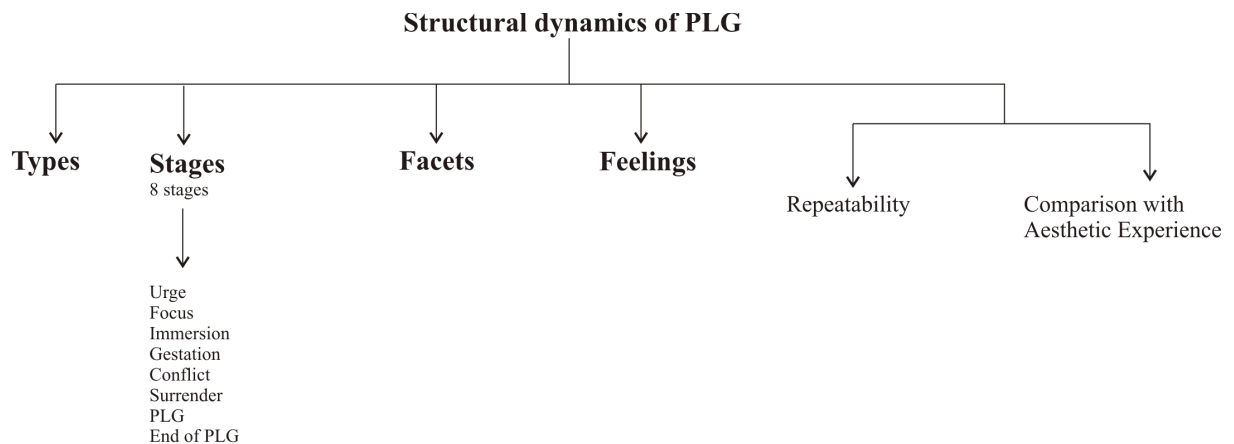 Structural dynamics of PLG
Types
Stages
8 stages
Facets
Feelings
Repeatability
Comparison with
Aesthetic Experience
Urge
Focus
Immersion
Gestation
Conflict
Surrender
PLG
End of PLG